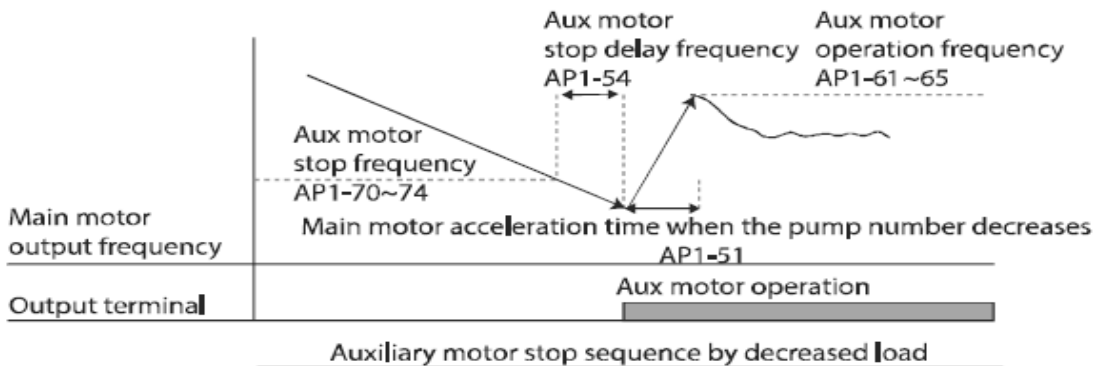 Aux motor
stop delay frequency
AP1-54
Aux motor
operation frequency
AP1-61~65
Aux motor
stop frequency
AP1-70~74
Main motor
output frequency
Main motor acceleration time when the pump number decreases
AP1-51
Output terminal
Aux motor operation
Auxiliary motor stop sequence by decreased load